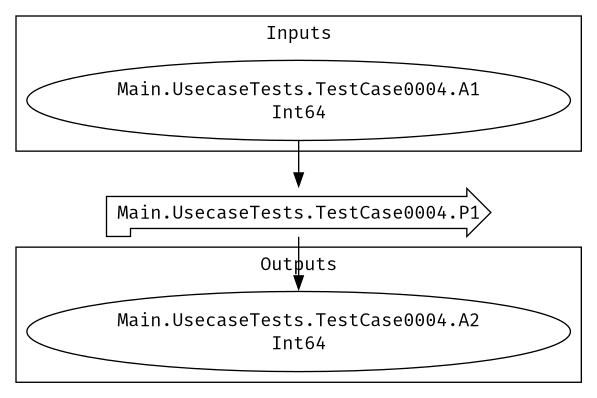 Inputs
Main.UsecaseTests.TestCase0004.A1
Int64
Main.UsecaseTests.TestCase0004.P1
Outputs
Main.UsecaseTests.TestCase0004.A2
Int64